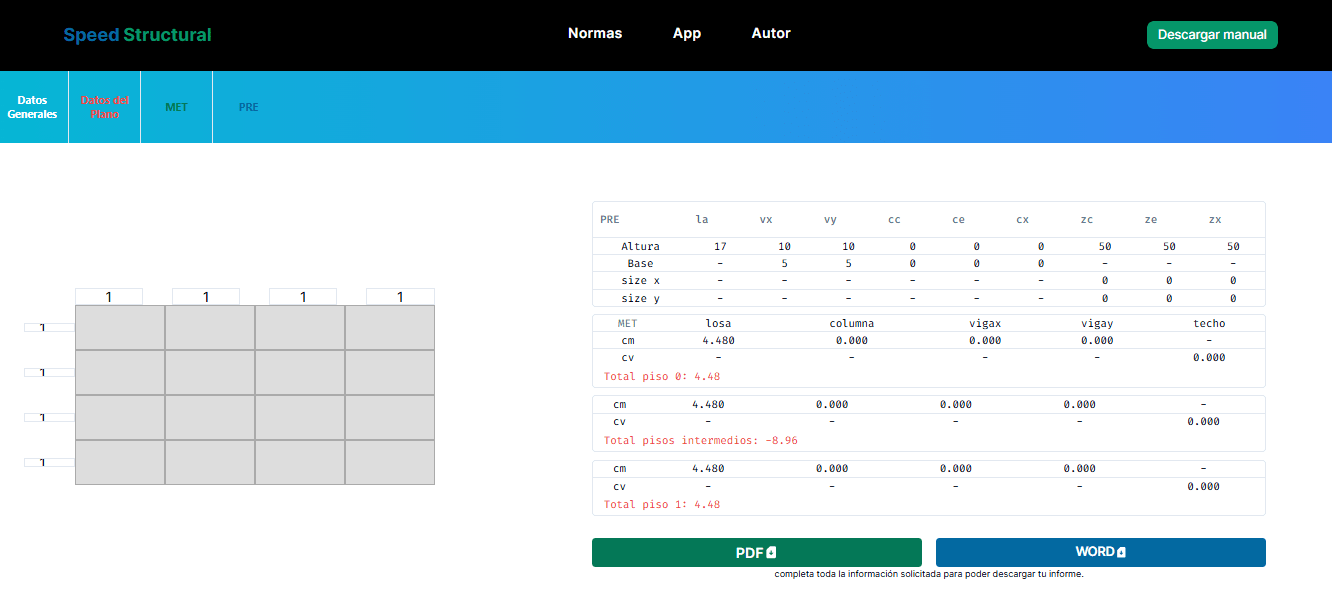 Speed Structural
Normas App Autor
Descargar manual
Datos Generales
Datos del Plano
MET
PRE
1 1 1 1
1
1
1
1
PRE la vx vy cc ce cx zc ze zx
Altura 17 10 10 0 0 0 50 50 50
Base - 5 5 0 0 0 - - -
size x - - - - - - 0 0 0
size y - - - - - - 0 0 0
MET losa columna vigax vigay techo
cm 4.480 0.000 0.000 0.000 -
cv - - - - 0.000
Total piso 0: 4.48
cm 4.480 0.000 0.000 0.000 -
cv - - - - 0.000
Total pisos intermedios: -8.96
cm 4.480 0.000 0.000 0.000 -
cv - - - - 0.000
Total piso 1: 4.48
PDF WORD
completa toda la información solicitada para poder descargar tu informe.